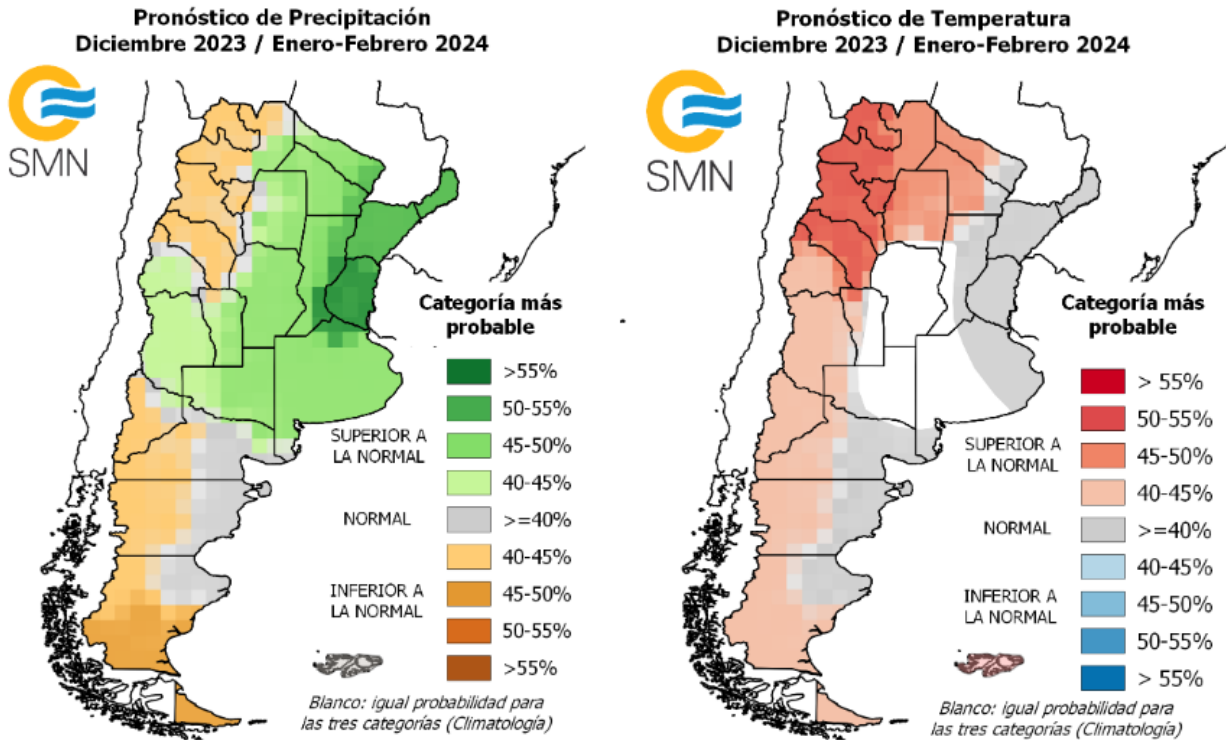 Pronóstico de Precipitación
Diciembre 2023 / Enero-Febrero 2024
SMN
Categoría más
probable
>55%
50-55%
SUPERIOR A
LA NORMAL
45-50%
40-45%
NORMAL
>=40%
40-45%
INFERIOR A
LA NORMAL
45-50%
50-55%
>55%
Blanco: igual probabilidad para
las tres categorías (Climatología)
Pronóstico de Temperatura
Diciembre 2023 / Enero-Febrero 2024
SMN
Categoría más
probable
> 55%
50-55%
SUPERIOR A
LA NORMAL
45-50%
40-45%
NORMAL
>=40%
40-45%
INFERIOR A
LA NORMAL
45-50%
50-55%
> 55%
Blanco: igual probabilidad para
las tres categorías (Climatología)